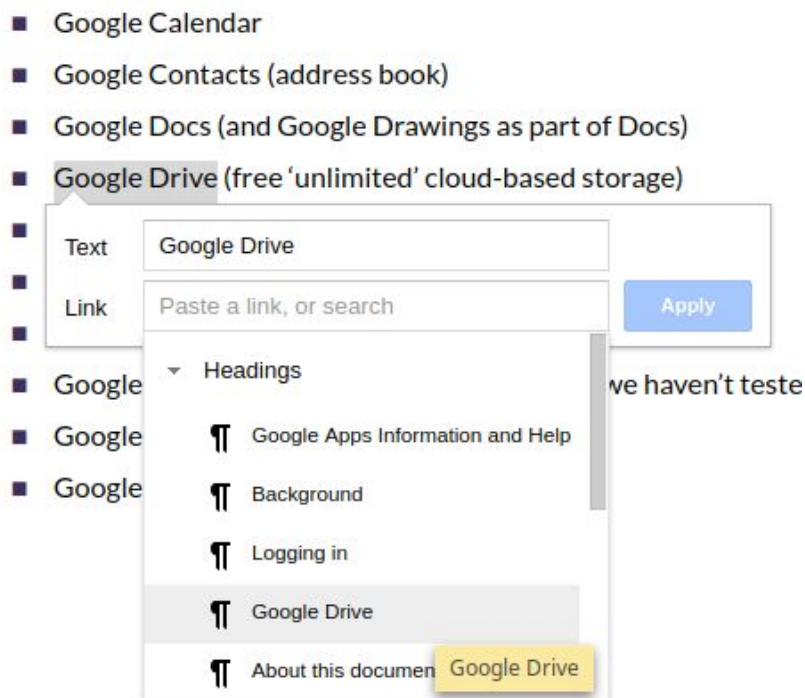 Google Calendar
Google Contacts (address book)
Google Docs (and Google Drawings as part of Docs)
Google Drive (free ‘unlimited’ cloud-based storage)
Text Google Drive
Link Paste a link, or search Apply
Headings
Google we haven’t teste
Google Apps Information and Help
Google
Google
Background
Logging in
Google Drive
About this documen
Google Drive